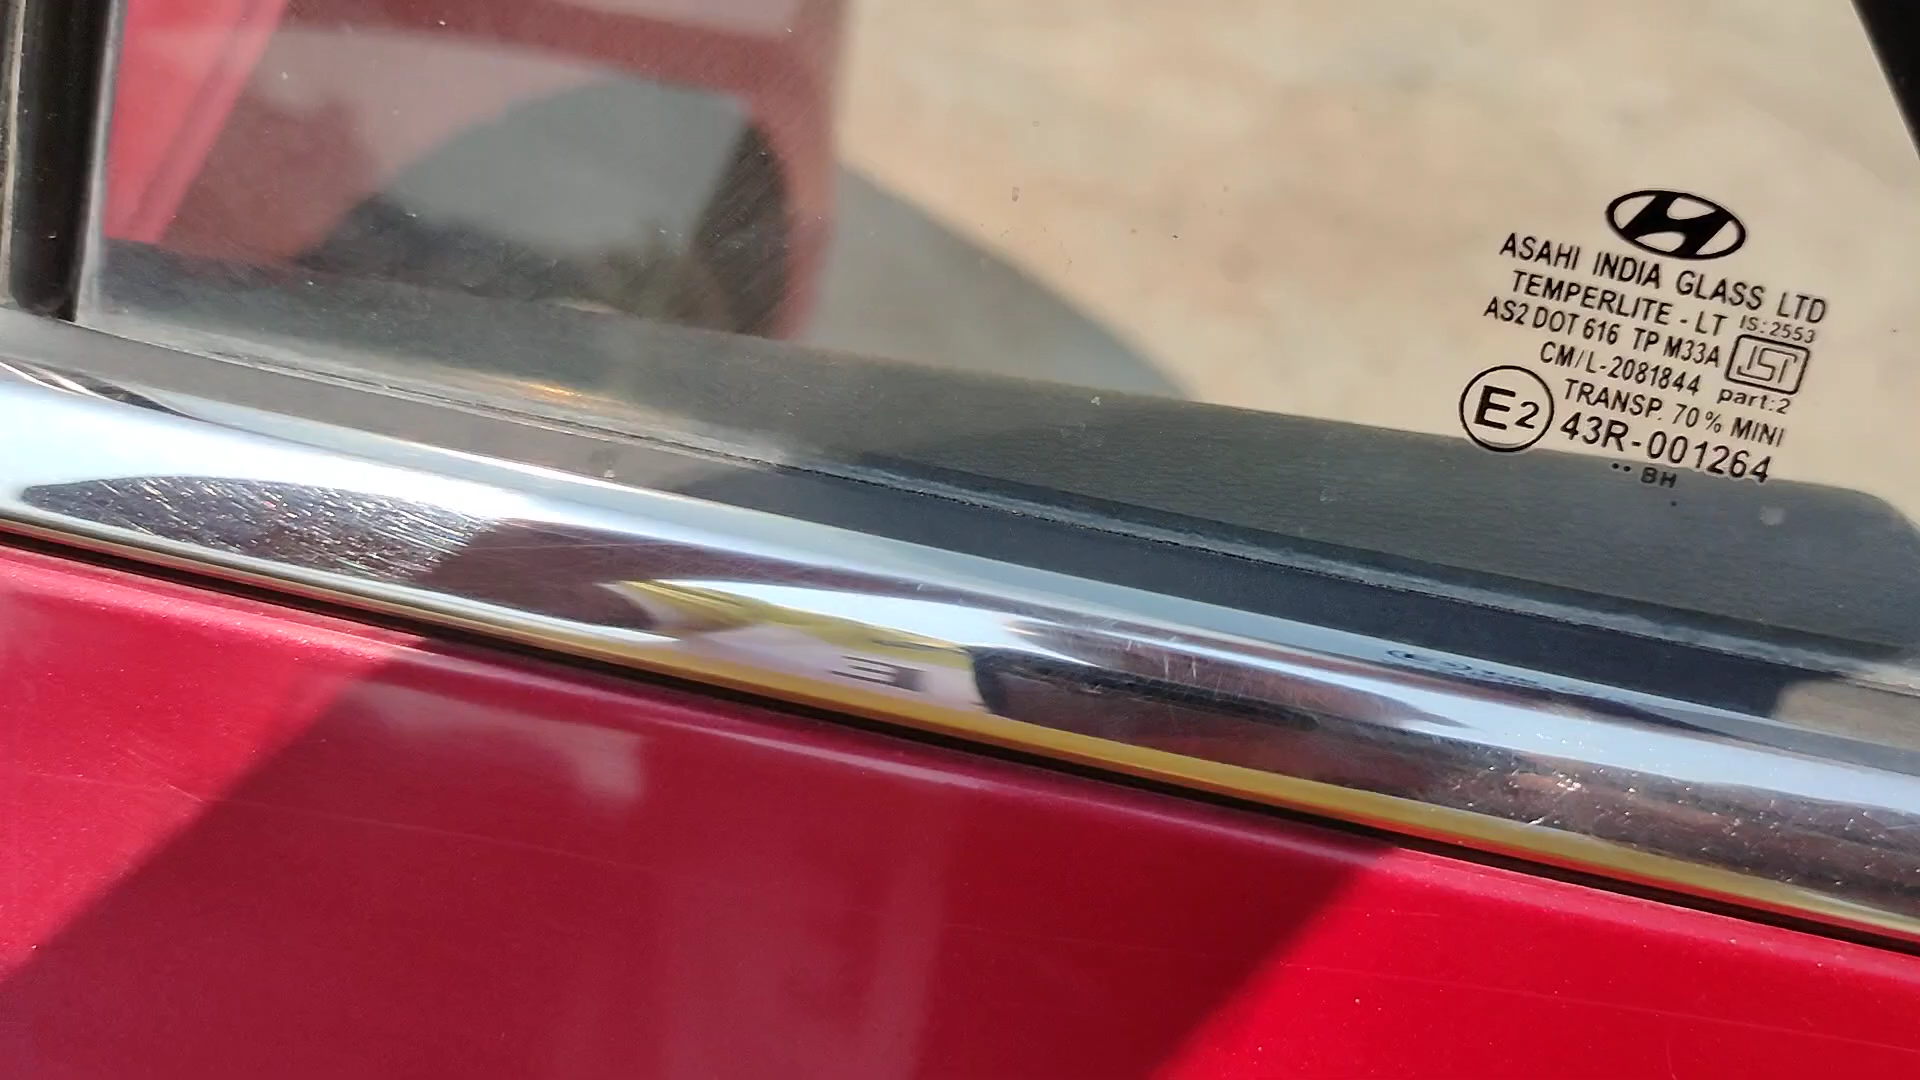 ASAHI INDIA GLASS LTD
TEMPERLITE - LT IS:2553
AS2 DOT 616 TP M33A ISI
CM/L-2081844 part:2
TRANSP. 70% MINI
E2 43R-001264
•• BH
•